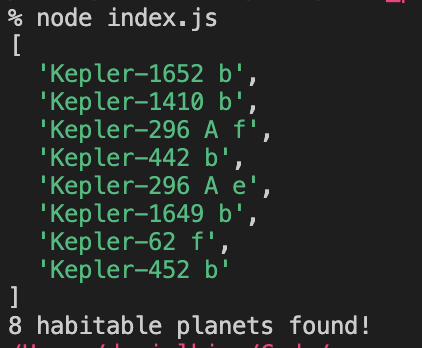 % node index.js
[
  'Kepler-1652 b',
  'Kepler-1410 b',
  'Kepler-296 A f',
  'Kepler-442 b',
  'Kepler-296 A e',
  'Kepler-1649 b',
  'Kepler-62 f',
  'Kepler-452 b'
]
8 habitable planets found!